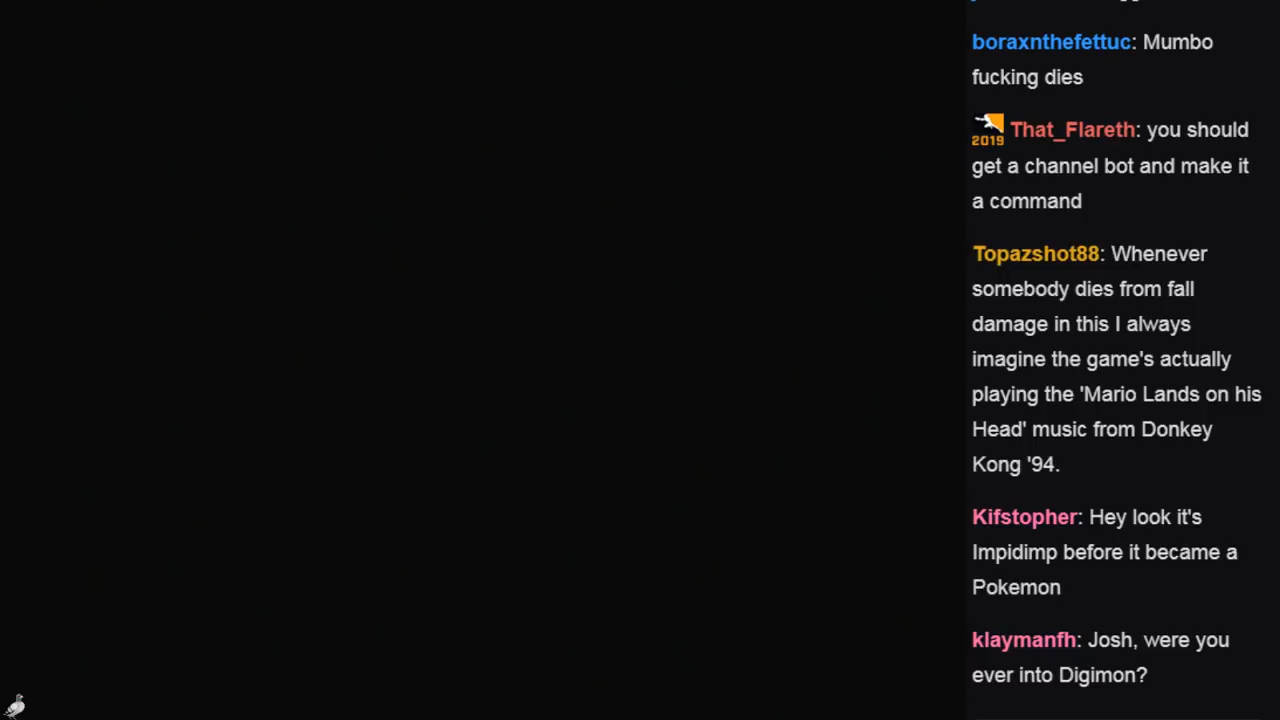 boraxnthefettuc: Mumbo
fucking dies
2019 That_Flareth: you should
get a channel bot and make it
a command
Topazshot88: Whenever
somebody dies from fall
damage in this I always
imagine the game's actually
playing the 'Mario Lands on his
Head' music from Donkey
Kong '94.
Kifstopher: Hey look it's
Impidimp before it became a
Pokemon
klaymanfh: Josh, were you
ever into Digimon?